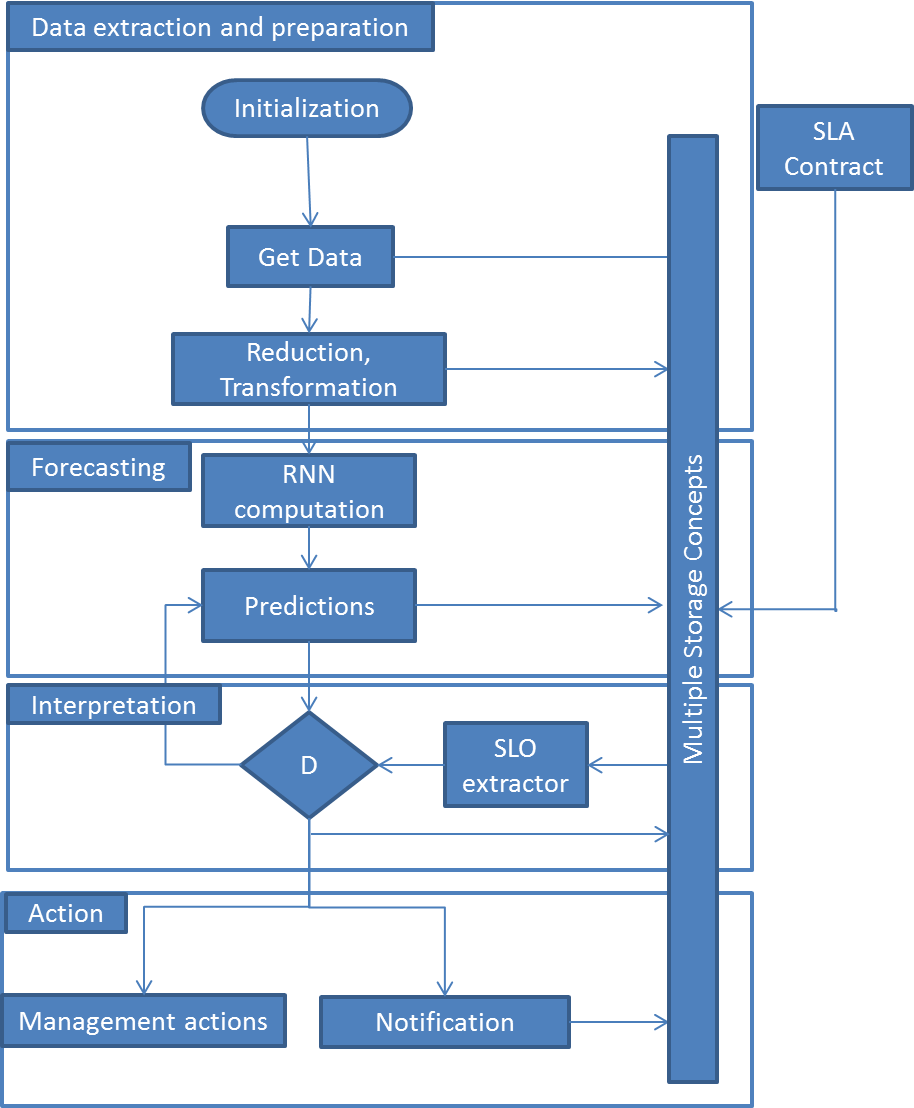 Data extraction and preparation
Initialization
SLA
Contract
Get Data
Reduction,
Transformation
Forecasting
RNN
computation
Predictions
Multiple Storage Concepts
Interpretation
D
SLO
extractor
Action
Management actions
Notification